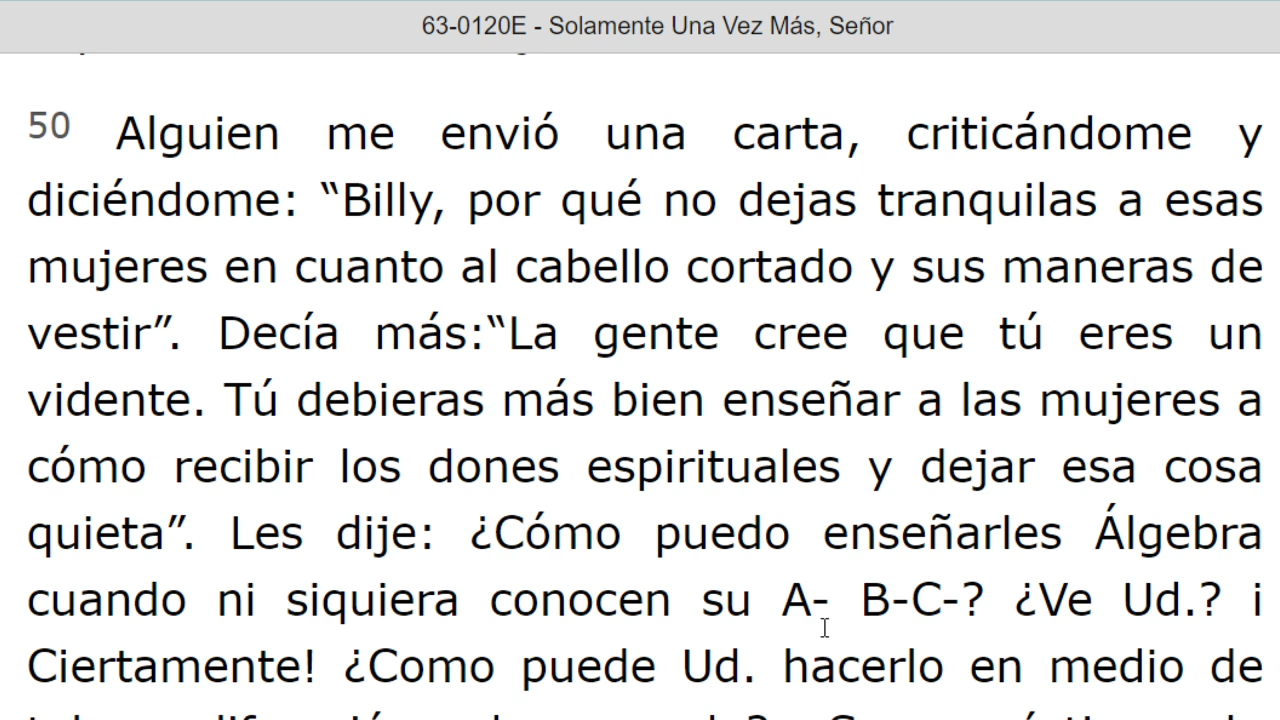 63-0120E - Solamente Una Vez Más, Señor
50 Alguien me envió una carta, criticándome y
diciéndome: “Billy, por qué no dejas tranquilas a esas
mujeres en cuanto al cabello cortado y sus maneras de
vestir”. Decía más:“La gente cree que tú eres un
vidente. Tú debieras más bien enseñar a las mujeres a
cómo recibir los dones espirituales y dejar esa cosa
quieta”. Les dije: ¿Cómo puedo enseñarles Álgebra
cuando ni siquiera conocen su A- B-C-? ¿Ve Ud.? ¡
Ciertamente! ¿Como puede Ud. hacerlo en medio de